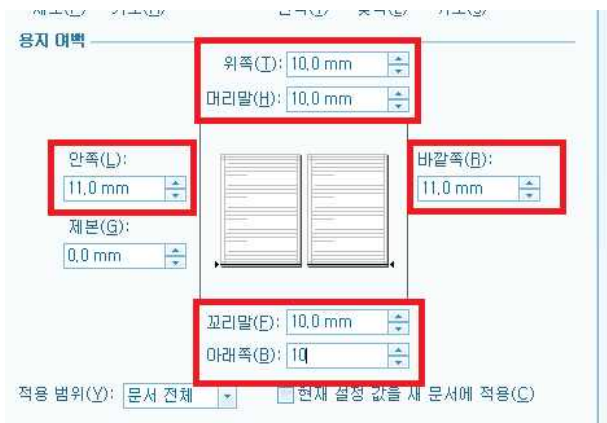 용지 여백
위쪽(T): 10,0 mm
머리말(H): 10,0 mm
안쪽(L):
11,0 mm
바깥쪽(R):
11,0 mm
제본(G):
0,0 mm
꼬리말(F): 10,0 mm
아래쪽(B): 10
적용 범위(Y): 문서 전체
현재 설정 값을 새 문서에 적용(C)